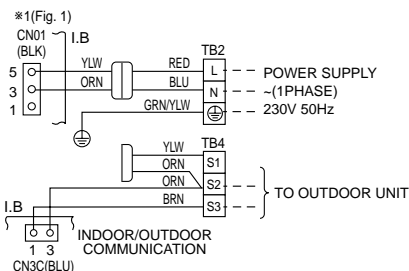 ※1(Fig. 1)
CN01
(BLK)
I.B
5
3
1
YLW
ORN
RED
BLU
GRN/YLW
TB2
L
N
POWER SUPPLY
~(1PHASE)
230V 50Hz
TB4
YLW
ORN
ORN
BRN
S1
S2
S3
TO OUTDOOR UNIT
I.B
1 3
CN3C(BLU)
INDOOR/OUTDOOR
COMMUNICATION